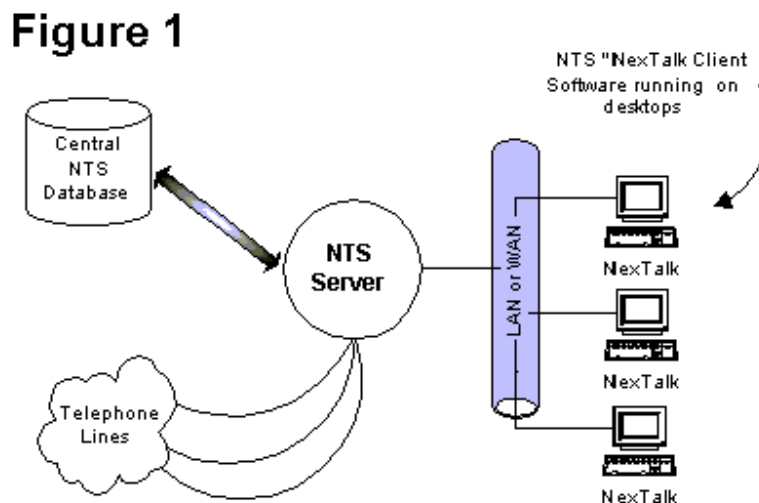 Figure 1
NTS "NexTalk Client
Software running on
desktops
Central
NTS
Database
NTS
Server
LAN or WAN
NexTalk
NexTalk
NexTalk
Telephone
Lines